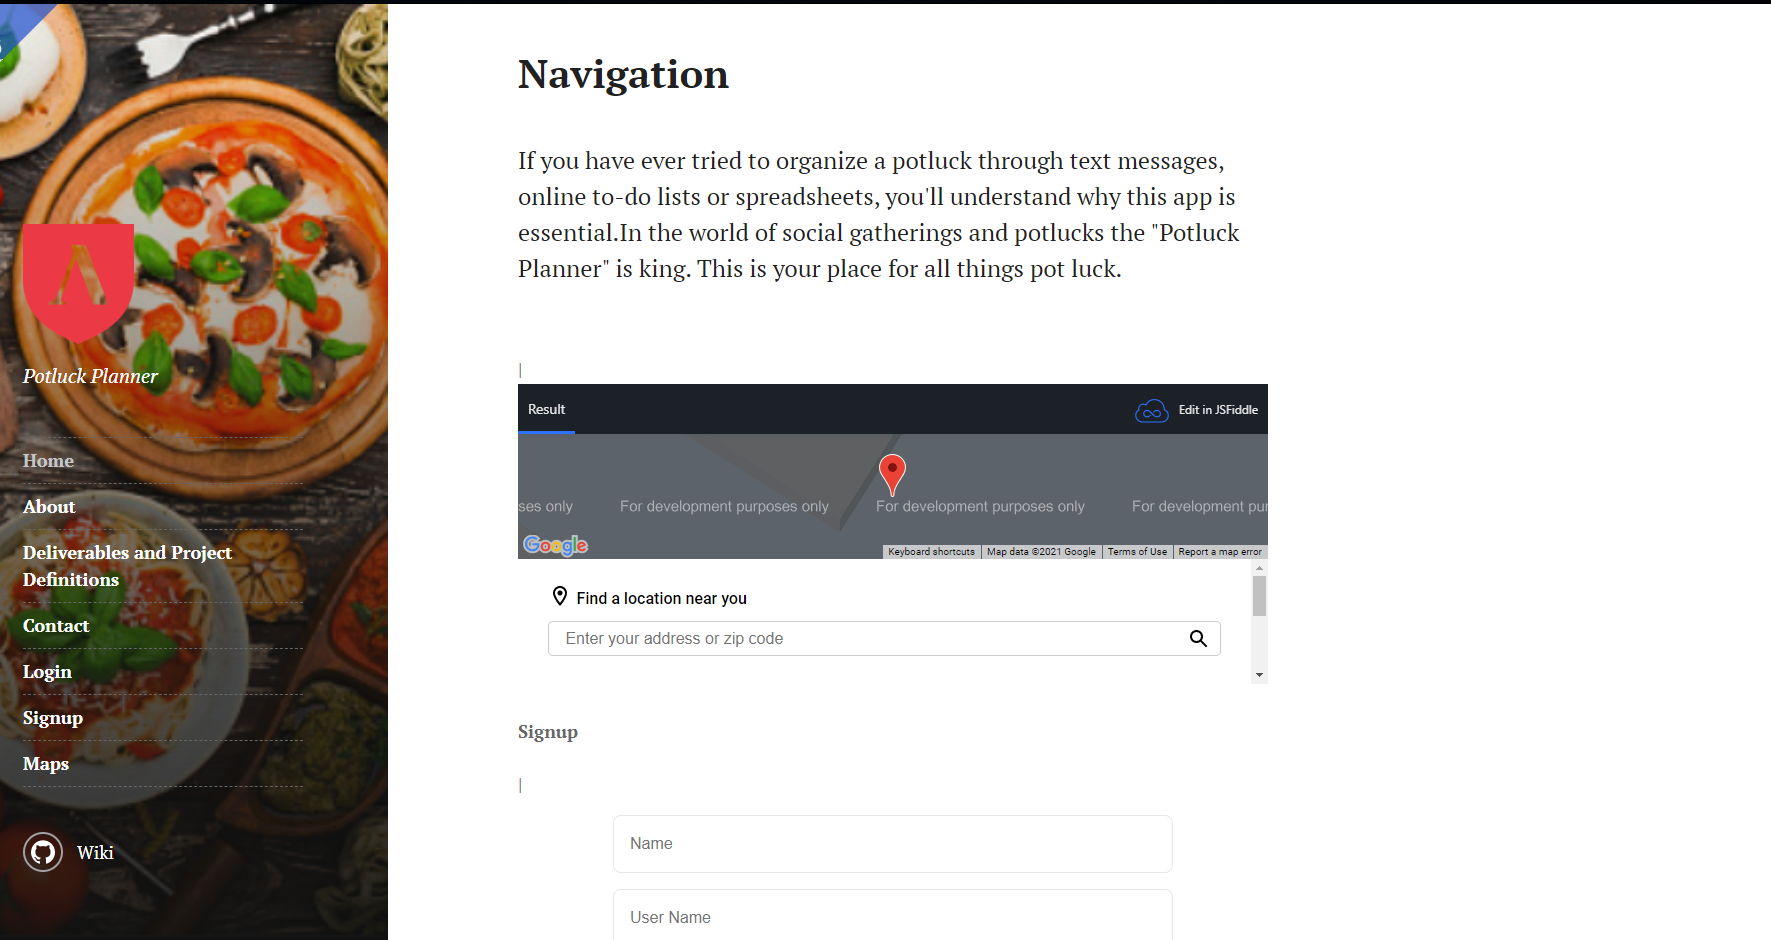 Potluck Planner
Home
About
Deliverables and Project
Definitions
Contact
Login
Signup
Maps
Wiki
Navigation
If you have ever tried to organize a potluck through text messages,
online to-do lists or spreadsheets, you'll understand why this app is
essential.In the world of social gatherings and potlucks the "Potluck
Planner" is king. This is your place for all things pot luck.
|
Result
Edit in JSFiddle
ses only For development purposes only For development purposes only For development pur
Google
Keyboard shortcuts Map data ©2021 Google Terms of Use Report a map error
Find a location near you
Enter your address or zip code
Signup
|
Name
User Name